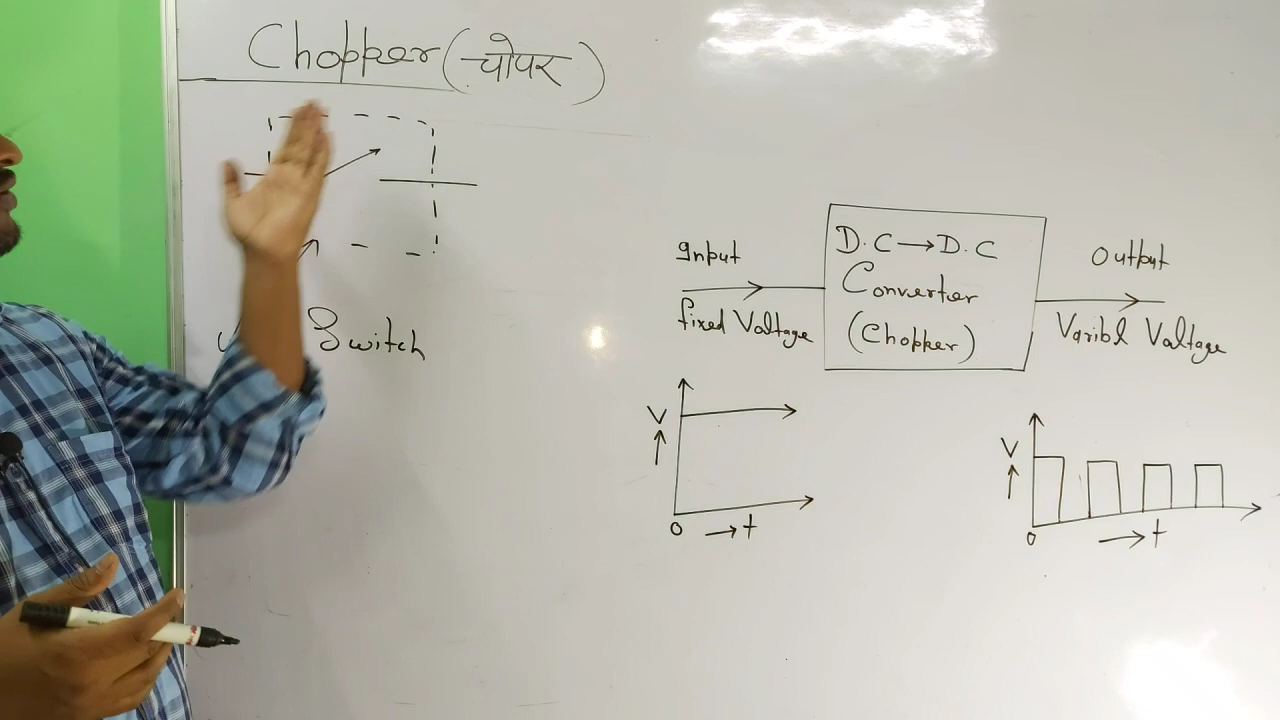 Chopper (चोपर)
Switch
Input
fixed Voltage
D.C → D.C
Converter
(Chopper)
Output
Varibl Voltage
V
↑
0 → t
V
↑
0 → t